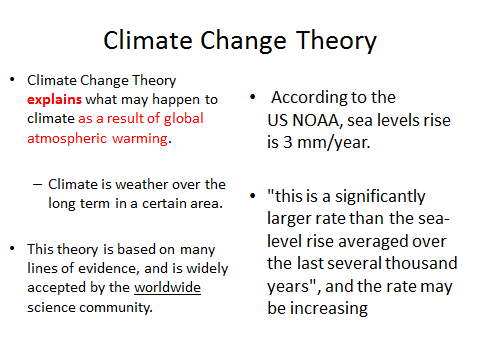 Climate Change Theory
• Climate Change Theory
explains what may happen to
climate as a result of global
atmospheric warming.
– Climate is weather over the
long term in a certain area.
• This theory is based on many
lines of evidence, and is widely
accepted by the worldwide
science community.
• According to the
US NOAA, sea levels rise
is 3 mm/year.
• "this is a significantly
larger rate than the sea-
level rise averaged over
the last several thousand
years", and the rate may
be increasing